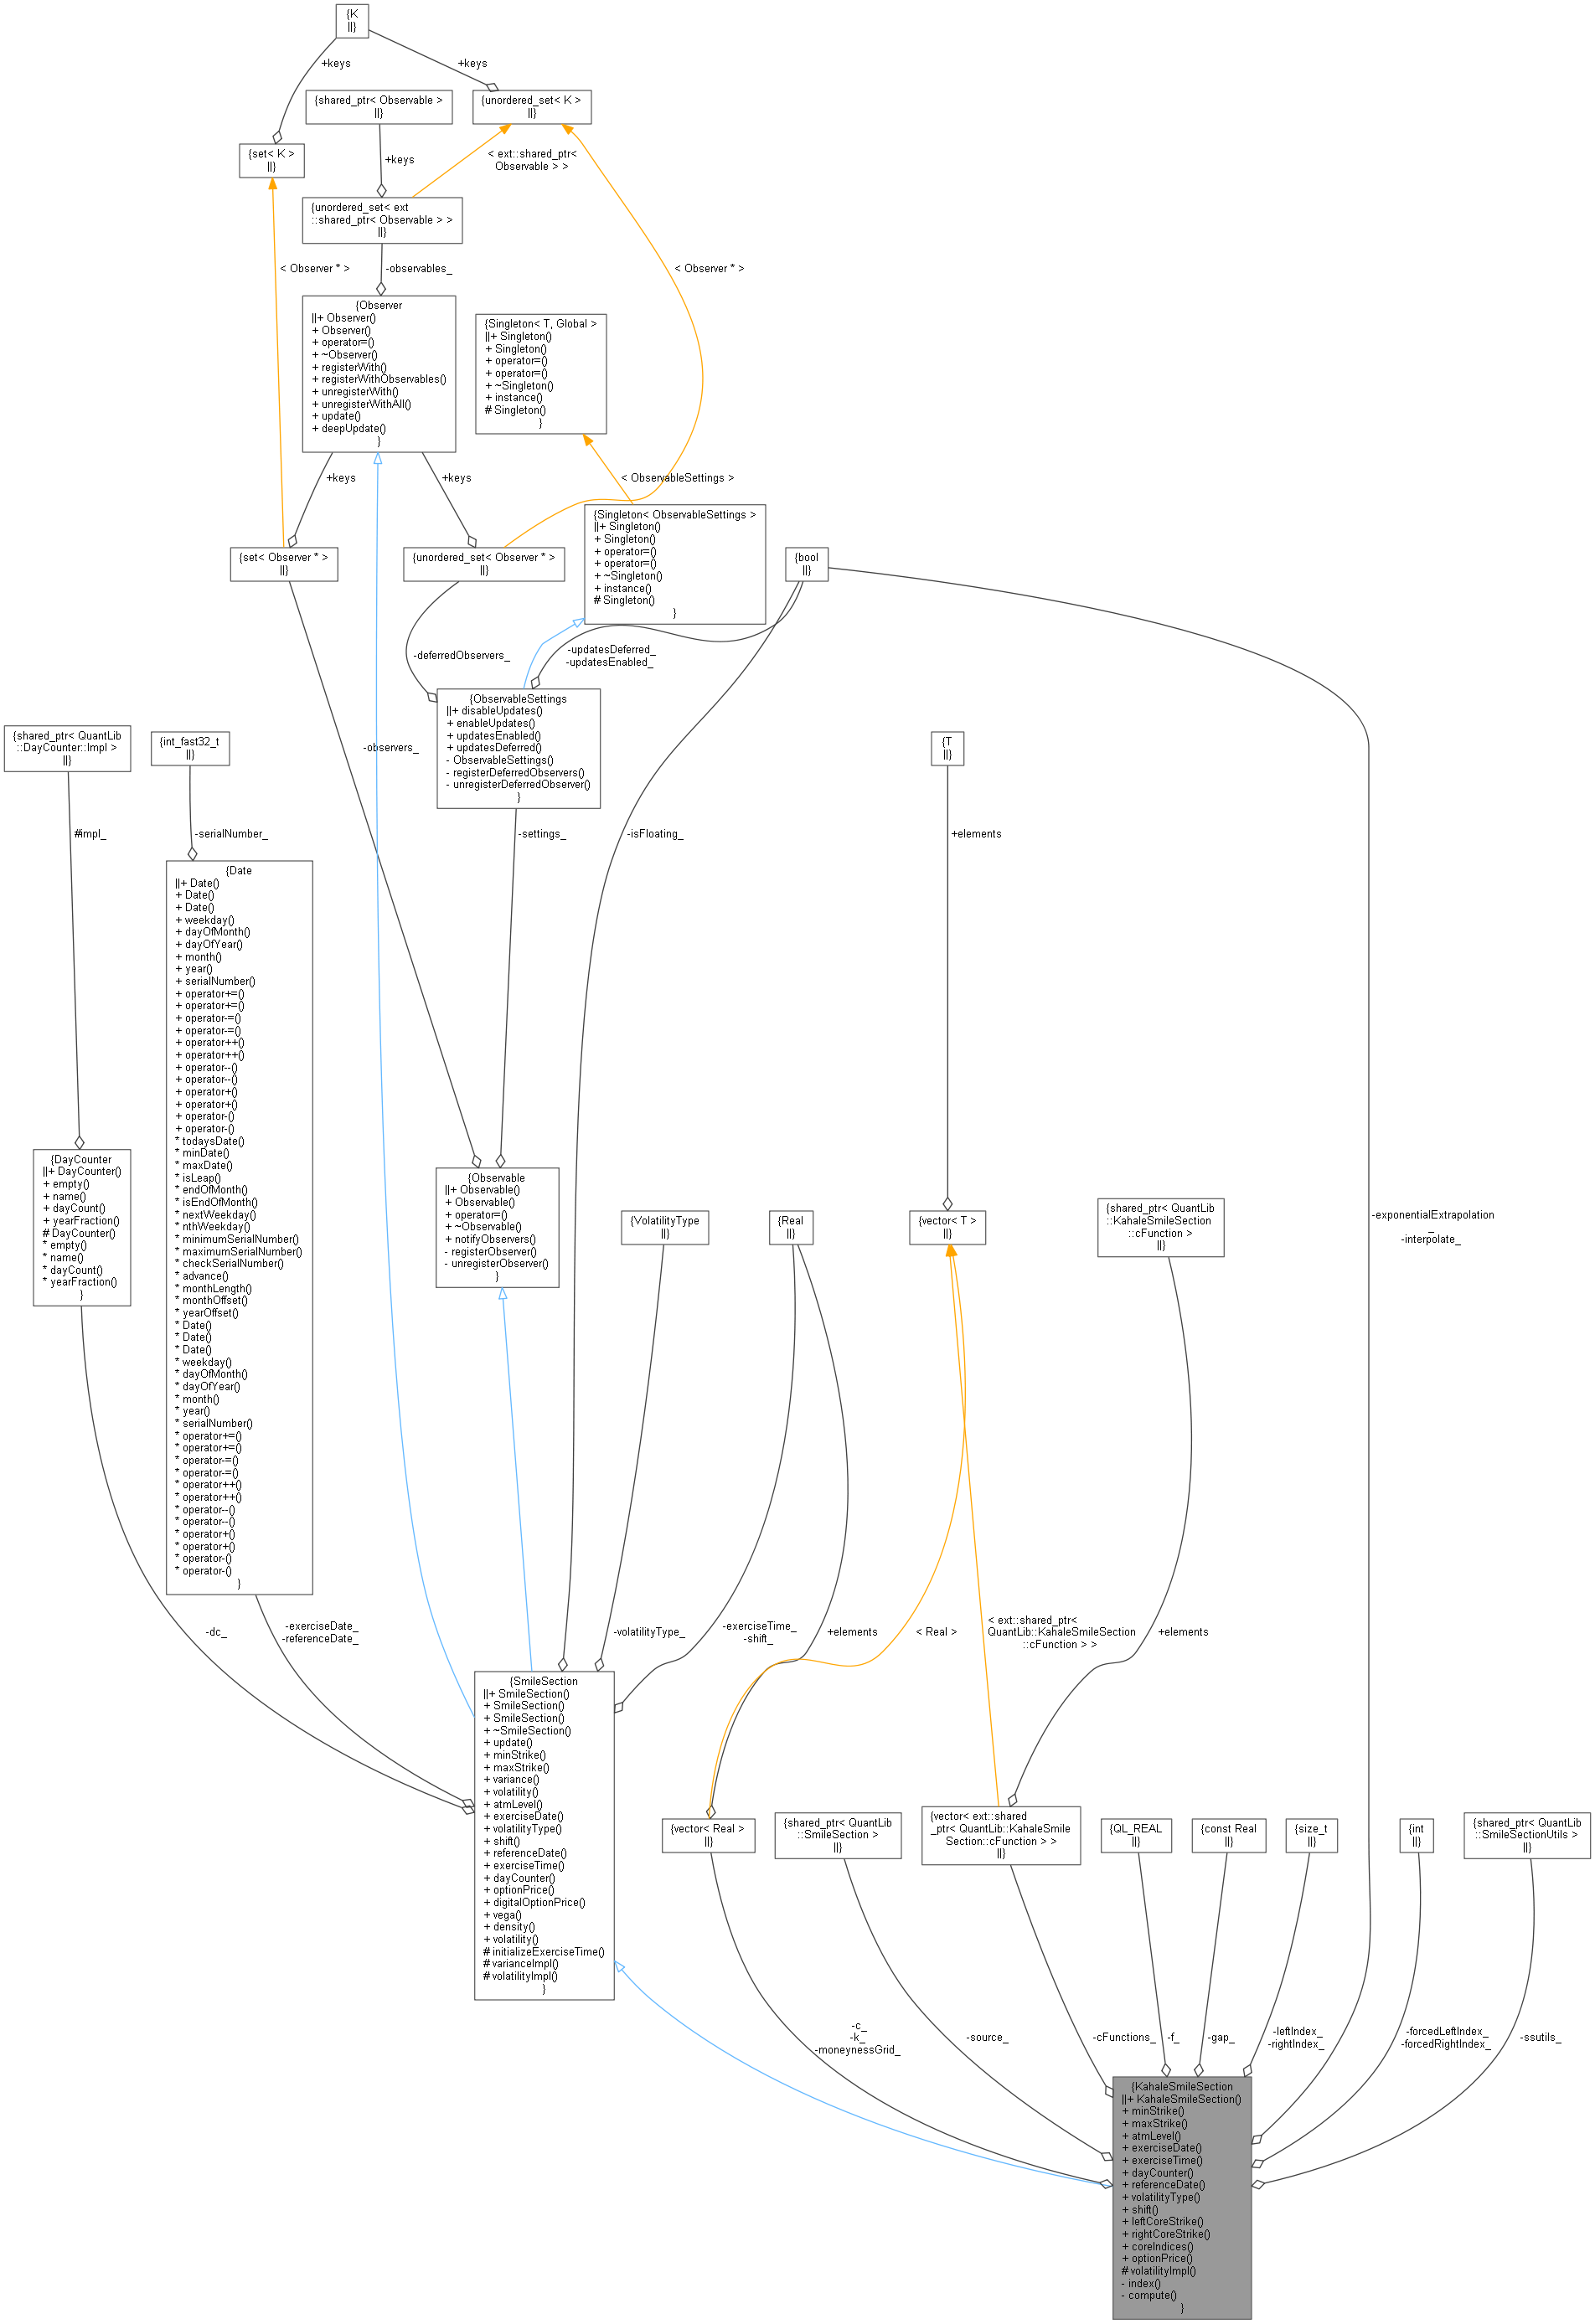 {K
||}
+keys
+keys
{shared_ptr< Observable >
||}
{unordered_set< K >
||}
{set< K >
||}
+keys
< ext::shared_ptr<
Observable > >
{unordered_set< ext
::shared_ptr< Observable > >
||}
< Observer * >
-observables_
< Observer * >
{Observer
||+ Observer()
+ Observer()
+ operator=()
+ ~Observer()
+ registerWith()
+ registerWithObservables()
+ unregisterWith()
+ unregisterWithAll()
+ update()
+ deepUpdate()
}
{Singleton< T, Global >
||+ Singleton()
+ Singleton()
+ operator=()
+ operator=()
+ ~Singleton()
+ instance()
# Singleton()
}
+keys
+keys
< ObservableSettings >
{Singleton< ObservableSettings >
||+ Singleton()
+ Singleton()
+ operator=()
+ operator=()
+ ~Singleton()
+ instance()
# Singleton()
}
{set< Observer * >
||}
{unordered_set< Observer * >
||}
{bool
||}
-deferredObservers_
-updatesDeferred_
-updatesEnabled_
{ObservableSettings
||+ disableUpdates()
+ enableUpdates()
+ updatesEnabled()
+ updatesDeferred()
- ObservableSettings()
- registerDeferredObservers()
- unregisterDeferredObserver()
}
{shared_ptr< QuantLib
::DayCounter::Impl >
||}
{int_fast32_t
||}
-observers_
{T
||}
#impl_
-serialNumber_
-settings_
-isFloating_
+elements
{Date
||+ Date()
+ Date()
+ Date()
+ weekday()
+ dayOfMonth()
+ dayOfYear()
+ month()
+ year()
+ serialNumber()
+ operator+=()
+ operator+=()
+ operator-=()
+ operator-=()
+ operator++()
+ operator++()
+ operator--()
+ operator--()
+ operator+()
+ operator+()
+ operator-()
+ operator-()
* todaysDate()
* minDate()
* maxDate()
* isLeap()
* endOfMonth()
* isEndOfMonth()
* nextWeekday()
* nthWeekday()
* minimumSerialNumber()
* maximumSerialNumber()
* checkSerialNumber()
* advance()
* monthLength()
* monthOffset()
* yearOffset()
* Date()
* Date()
* Date()
* weekday()
* dayOfMonth()
* dayOfYear()
* month()
* year()
* serialNumber()
* operator+=()
* operator+=()
* operator-=()
* operator-=()
* operator++()
* operator++()
* operator--()
* operator--()
* operator+()
* operator+()
* operator-()
* operator-()
}
{DayCounter
||+ DayCounter()
+ empty()
+ name()
+ dayCount()
+ yearFraction()
# DayCounter()
* empty()
* name()
* dayCount()
* yearFraction()
}
{Observable
||+ Observable()
+ Observable()
+ operator=()
+ ~Observable()
+ notifyObservers()
- registerObserver()
- unregisterObserver()
}
{VolatilityType
||}
{Real
||}
{vector< T >
||}
{shared_ptr< QuantLib
::KahaleSmileSection
::cFunction >
||}
-exponentialExtrapolation
_
-interpolate_
-dc_
-exerciseDate_
-referenceDate_
-volatilityType_
-exerciseTime_
-shift_
+elements
< Real >
< ext::shared_ptr<
QuantLib::KahaleSmileSection
::cFunction > >
+elements
{SmileSection
||+ SmileSection()
+ SmileSection()
+ SmileSection()
+ ~SmileSection()
+ update()
+ minStrike()
+ maxStrike()
+ variance()
+ volatility()
+ atmLevel()
+ exerciseDate()
+ volatilityType()
+ shift()
+ referenceDate()
+ exerciseTime()
+ dayCounter()
+ optionPrice()
+ digitalOptionPrice()
+ vega()
+ density()
+ volatility()
# initializeExerciseTime()
# varianceImpl()
# volatilityImpl()
}
{vector< Real >
||}
{shared_ptr< QuantLib
::SmileSection >
||}
{vector< ext::shared
_ptr< QuantLib::KahaleSmile
Section::cFunction > >
||}
{QL_REAL
||}
{const Real
||}
{size_t
||}
{int
||}
{shared_ptr< QuantLib
::SmileSectionUtils >
||}
-c_
-k_
-moneynessGrid_
-source_
-cFunctions_
-f_
-gap_
-leftIndex_
-rightIndex_
-forcedLeftIndex_
-forcedRightIndex_
-ssutils_
{KahaleSmileSection
||+ KahaleSmileSection()
+ minStrike()
+ maxStrike()
+ atmLevel()
+ exerciseDate()
+ exerciseTime()
+ dayCounter()
+ referenceDate()
+ volatilityType()
+ shift()
+ leftCoreStrike()
+ rightCoreStrike()
+ coreIndices()
+ optionPrice()
# volatilityImpl()
- index()
- compute()
}